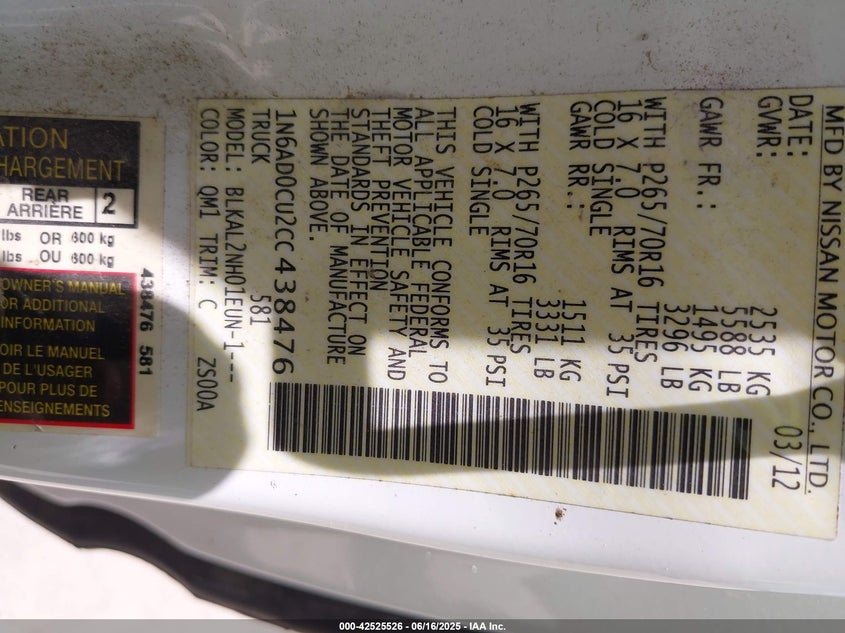 MFD BY NISSAN MOTOR CO., LTD.
DATE: 03/12
GVWR: 2535 KG
5588 LB
GAWR FR.: 1495 KG
3296 LB
WITH P265/70R16 TIRES
16 X 7.0 RIMS AT 35 PSI
COLD SINGLE
GAWR RR.: 1511 KG
3331 LB
WITH P265/70R16 TIRES
16 X 7.0 RIMS AT 35 PSI
COLD SINGLE
THIS VEHICLE CONFORMS TO
ALL APPLICABLE FEDERAL
MOTOR VEHICLE SAFETY AND
THEFT PREVENTION
STANDARDS IN EFFECT ON
THE DATE OF MANUFACTURE
SHOWN ABOVE.
1N6AD0CU2CC438476
TRUCK 581
MODEL: BLKAL2NH01EUN-1---
COLOR: QM1 TRIM: C ZS00A
ATION
HARGEMENT
REAR
ARRIÈRE 2
lbs OR 600 kg
lbs OU 600 kg
OWNER'S MANUAL
OR ADDITIONAL
INFORMATION
OIR LE MANUEL
DE L'USAGER
POUR PLUS DE
ENSEIGNEMENTS
438476 581
000-42525526 - 06/16/2025 - IAA Inc.